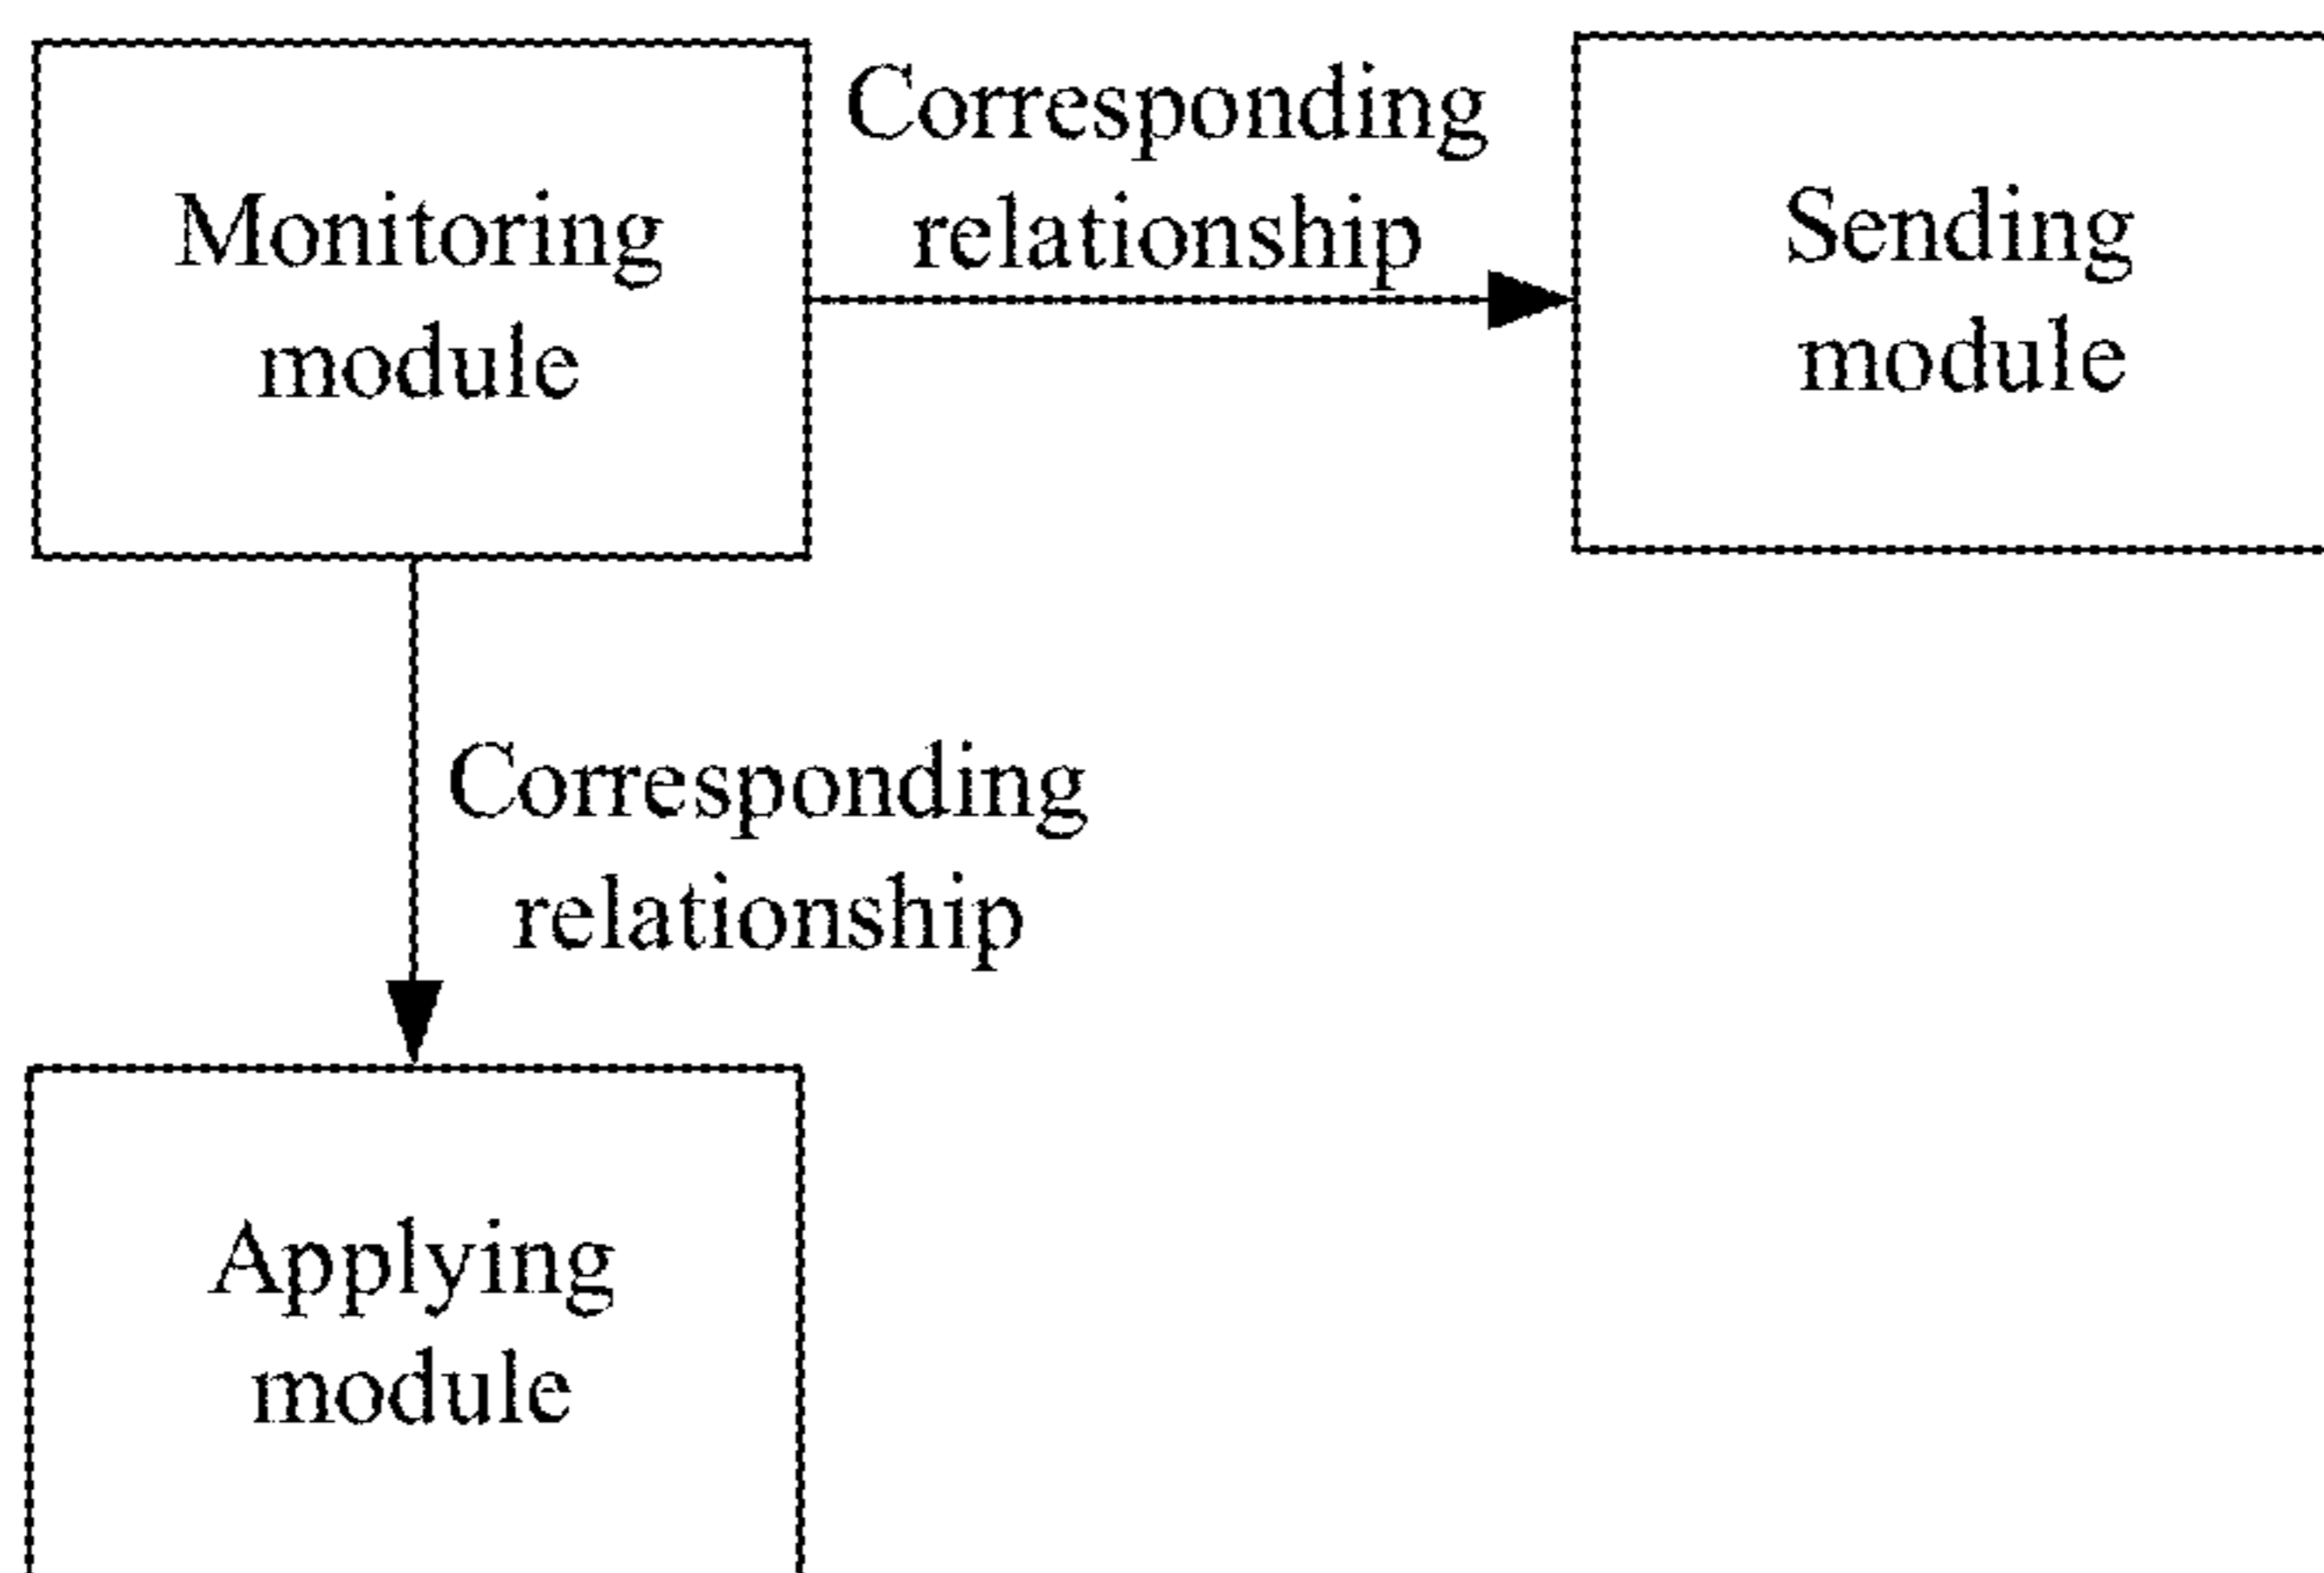 Monitoring
module
Corresponding
relationship
Sending
module
Corresponding
relationship
Applying
module